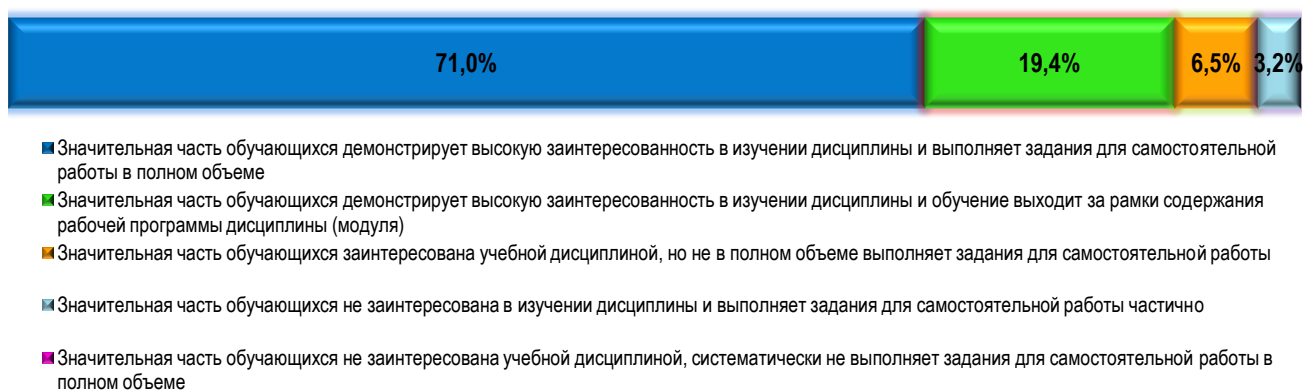 71,0% 19,4% 6,5% 3,2%
Значительная часть обучающихся демонстрирует высокую заинтересованность в изучении дисциплины и выполняет задания для самостоятельной
работы в полном объеме
Значительная часть обучающихся демонстрирует высокую заинтересованность в изучении дисциплины и обучение выходит за рамки содержания
рабочей программы дисциплины (модуля)
Значительная часть обучающихся заинтересована учебной дисциплиной, но не в полном объеме выполняет задания для самостоятельной работы
Значительная часть обучающихся не заинтересована в изучении дисциплины и выполняет задания для самостоятельной работы частично
Значительная часть обучающихся не заинтересована учебной дисциплиной, систематически не выполняет задания для самостоятельной работы в
полном объеме